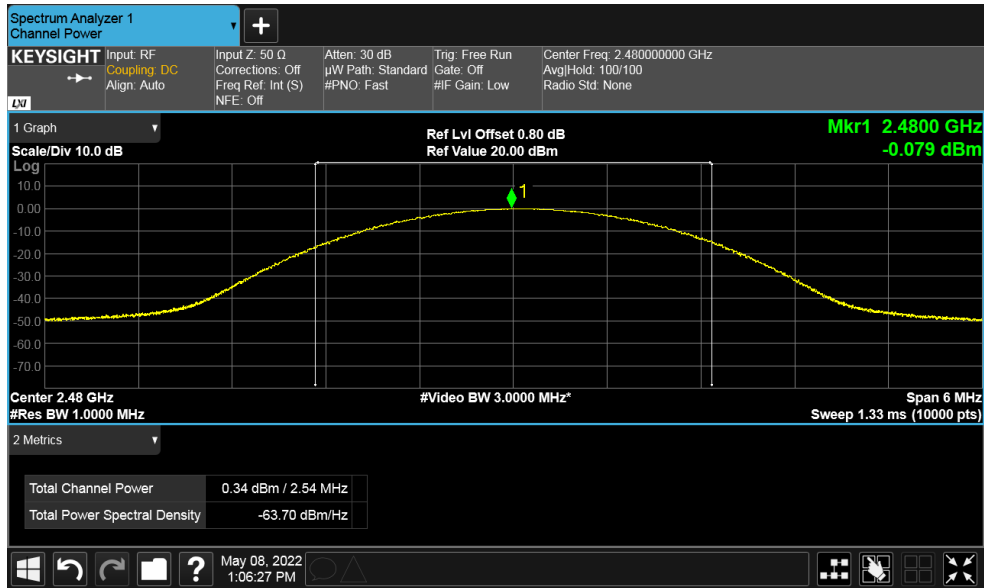 Spectrum Analyzer 1
Channel Power
KEYSIGHT
LXI
Input: RF
Coupling: DC
Align: Auto
Input Z: 50 Ω
Corrections: Off
Freq Ref: Int (S)
NFE: Off
Atten: 30 dB
µW Path: Standard
#PNO: Fast
Trig: Free Run
Gate: Off
#IF Gain: Low
Center Freq: 2.480000000 GHz
Avg|Hold: 100/100
Radio Std: None
1 Graph
Scale/Div 10.0 dB
Log
Ref Lvl Offset 0.80 dB
Ref Value 20.00 dBm
Mkr1 2.4800 GHz
-0.079 dBm
1
10.0
0.00
-10.0
-20.0
-30.0
-40.0
-50.0
-60.0
-70.0
Center 2.48 GHz
#Res BW 1.0000 MHz
#Video BW 3.0000 MHz*
Span 6 MHz
Sweep 1.33 ms (10000 pts)
2 Metrics
Total Channel Power 0.34 dBm / 2.54 MHz
Total Power Spectral Density -63.70 dBm/Hz
?
May 08, 2022
1:06:27 PM